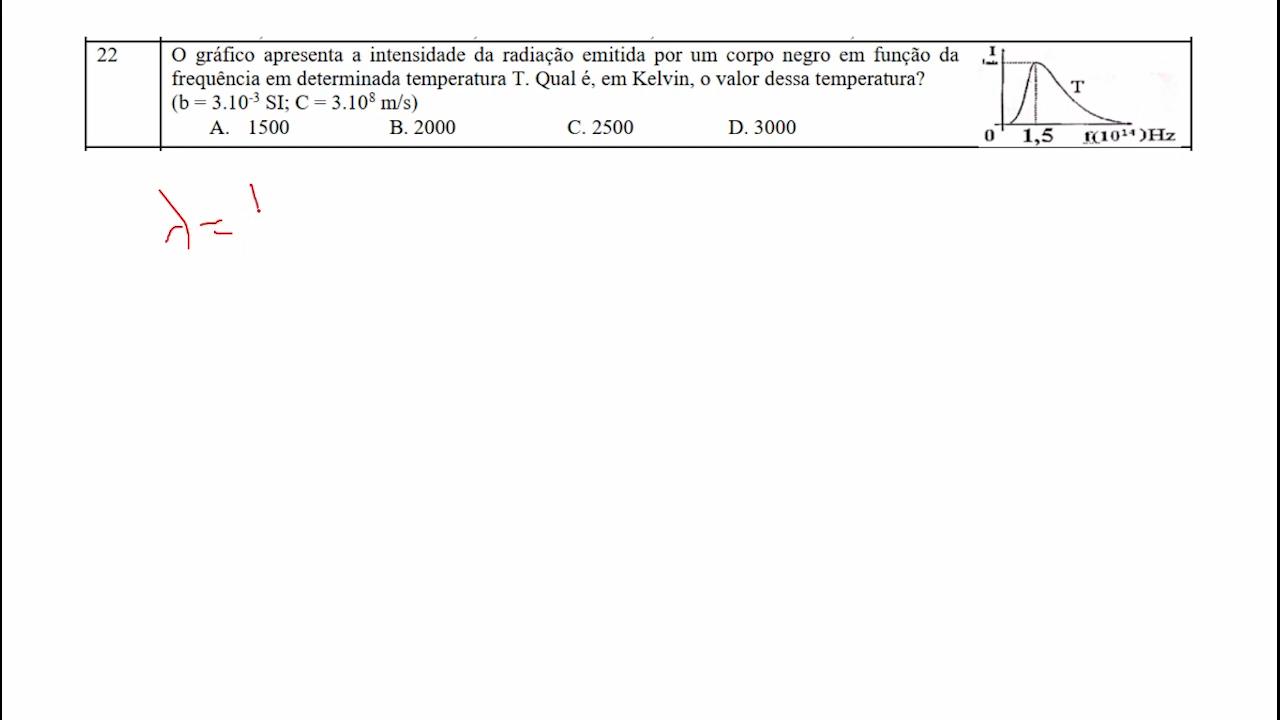 22
O gráfico apresenta a intensidade da radiação emitida por um corpo negro em função da
frequência em determinada temperatura T. Qual é, em Kelvin, o valor dessa temperatura?
(b = 3.10⁻³ SI; C = 3.10⁸ m/s)
A. 1500 B. 2000 C. 2500 D. 3000
I
T
0 1,5 f(10¹⁴)Hz
λ =